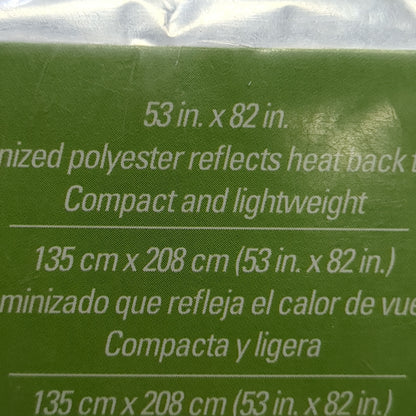 53 in. x 82 in.
nized polyester reflects heat back t
Compact and lightweight
135 cm x 208 cm (53 in. x 82 in.)
minizado que refleja el calor de vue
Compacta y ligera
135 cm x 208 cm (53 in. x 82 in.)